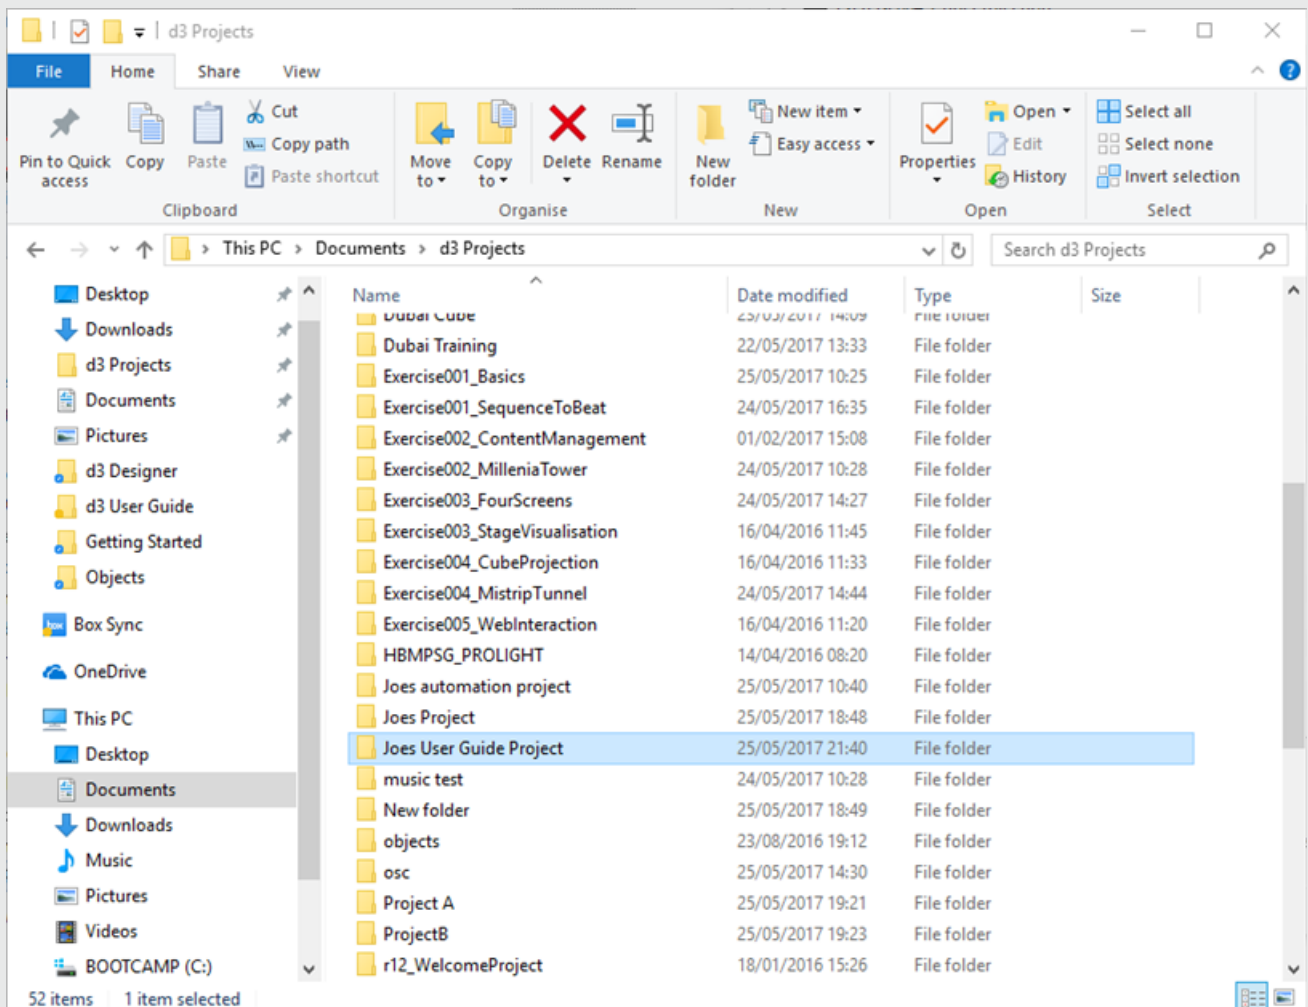 d3 Projects
File Home Share View
Pin to Quick access
Copy
Paste
Cut
Copy path
Paste shortcut
Move to
Copy to
Delete
Rename
New folder
New item
Easy access
Properties
Open
Edit
History
Select all
Select none
Invert selection
Clipboard Organise New Open Select
This PC Documents d3 Projects
Search d3 Projects
Desktop
Downloads
d3 Projects
Documents
Pictures
d3 Designer
d3 User Guide
Getting Started
Objects
box
Box Sync
OneDrive
This PC
Desktop
Documents
Downloads
Music
Pictures
Videos
BOOTCAMP (C:)
Name Date modified Type Size
Dubai Cube 25/05/2017 14:09 File folder
Dubai Training 22/05/2017 13:33 File folder
Exercise001_Basics 25/05/2017 10:25 File folder
Exercise001_SequenceToBeat 24/05/2017 16:35 File folder
Exercise002_ContentManagement 01/02/2017 15:08 File folder
Exercise002_MilleniaTower 24/05/2017 10:28 File folder
Exercise003_FourScreens 24/05/2017 14:27 File folder
Exercise003_StageVisualisation 16/04/2016 11:45 File folder
Exercise004_CubeProjection 16/04/2016 11:33 File folder
Exercise004_MistripTunnel 24/05/2017 14:44 File folder
Exercise005_WebInteraction 16/04/2016 11:20 File folder
HBMPSG_PROLIGHT 14/04/2016 08:20 File folder
Joes automation project 25/05/2017 10:40 File folder
Joes Project 25/05/2017 18:48 File folder
Joes User Guide Project 25/05/2017 21:40 File folder
music test 24/05/2017 10:28 File folder
New folder 25/05/2017 18:49 File folder
objects 23/08/2016 19:12 File folder
osc 25/05/2017 14:30 File folder
Project A 25/05/2017 19:21 File folder
ProjectB 25/05/2017 19:23 File folder
r12_WelcomeProject 18/01/2016 15:26 File folder
52 items 1 item selected